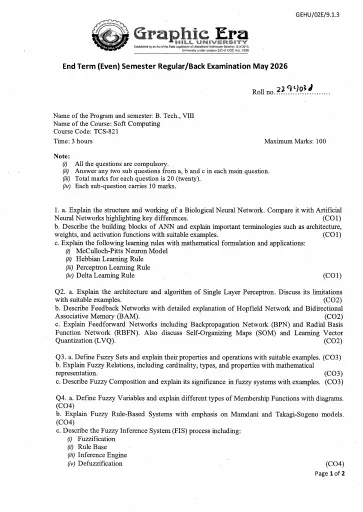 GEHU/02E/9.1.3
Graphic Era
HILL UNIVERSITY
End Term (Even) Semester Regular/Back Examination May 2026
Roll no.
Name of the Program and semester: B. Tech., VIII
Name of the Course: Soft Computing
Course Code: TCS-821
Time: 3 hours Maximum Marks: 100
Note:
(i) All the questions are compulsory.
(ii) Answer any two sub questions from a, b and c in each main question.
(iii) Total marks for each question is 20 (twenty).
(iv) Each sub-question carries 10 marks.
1. a. Explain the structure and working of a Biological Neural Network. Compare it with Artificial
Neural Networks highlighting key differences. (CO1)
b. Describe the building blocks of ANN and explain important terminologies such as architecture,
weights, and activation functions with suitable examples. (CO1)
c. Explain the following learning rules with mathematical formulation and applications:
(i) McCulloch-Pitts Neuron Model
(ii) Hebbian Learning Rule
(iii) Perceptron Learning Rule
(iv) Delta Learning Rule (CO1)
Q2. a. Explain the architecture and algorithm of Single Layer Perceptron. Discuss its limitations
with suitable examples. (CO2)
b. Describe Feedback Networks with detailed explanation of Hopfield Network and Bidirectional
Associative Memory (BAM). (CO2)
c. Explain Feedforward Networks including Backpropagation Network (BPN) and Radial Basis
Function Network (RBFN). Also discuss Self-Organizing Maps (SOM) and Learning Vector
Quantization (LVQ). (CO2)
Q3. a. Define Fuzzy Sets and explain their properties and operations with suitable examples. (CO3)
b. Explain Fuzzy Relations, including cardinality, types, and properties with mathematical
representation. (CO3)
c. Describe Fuzzy Composition and explain its significance in fuzzy systems with examples. (CO3)
Q4. a. Define Fuzzy Variables and explain different types of Membership Functions with diagrams.
(CO4)
b. Explain Fuzzy Rule-Based Systems with emphasis on Mamdani and Takagi-Sugeno models.
(CO4)
c. Describe the Fuzzy Inference System (FIS) process including:
(i) Fuzzification
(ii) Rule Base
(iii) Inference Engine
(iv) Defuzzification (CO4)
Page 1 of 2